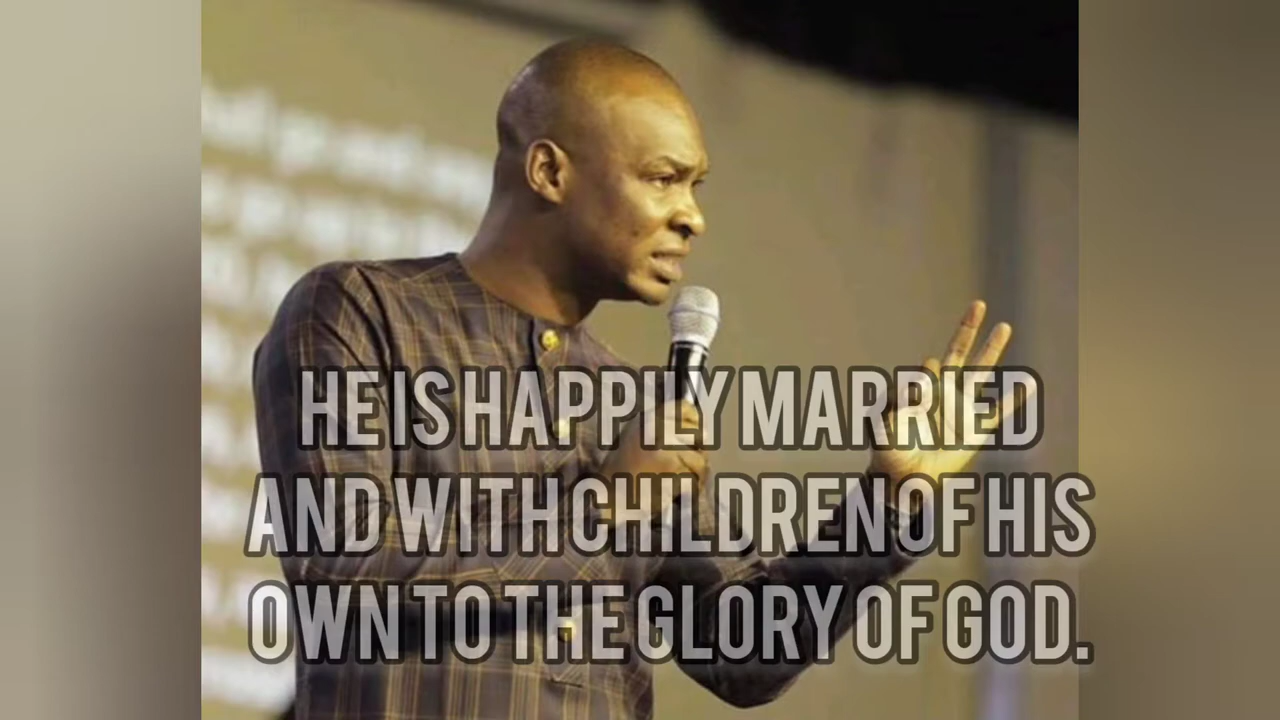 HE IS HAPPILY MARRIED
AND WITH CHILDREN OF HIS
OWN TO THE GLORY OF GOD.